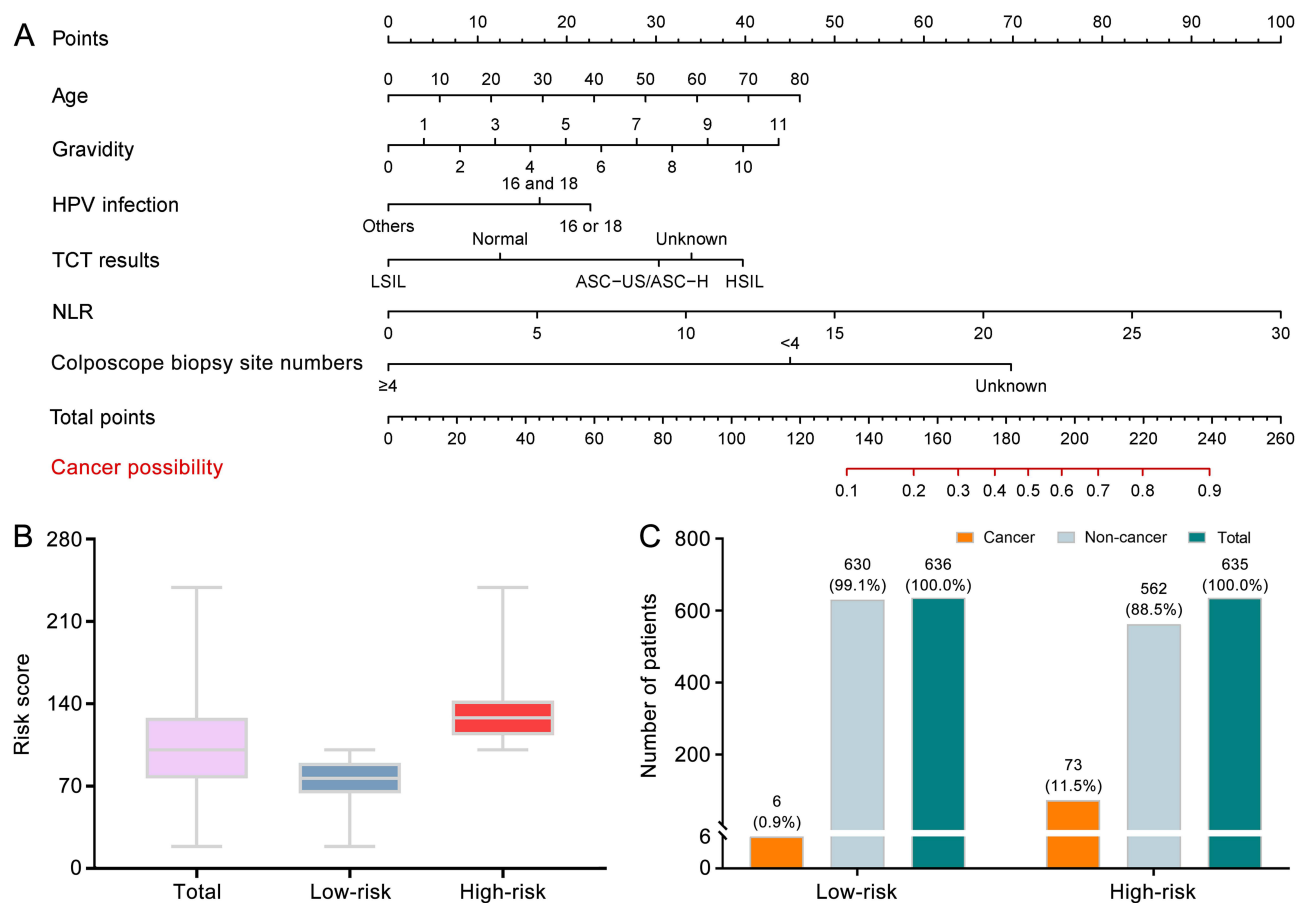 A
Points
0 10 20 30 40 50 60 70 80 90 100
Age
0 10 20 30 40 50 60 70 80
Gravidity
1 3 5 7 9 11
0 2 4 6 8 10
HPV infection
16 and 18
Others 16 or 18
TCT results
Normal Unknown
LSIL ASC−US/ASC−H HSIL
NLR
0 5 10 15 20 25 30
Colposcope biopsy site numbers
<4
≥4 Unknown
Total points
0 20 40 60 80 100 120 140 160 180 200 220 240 260
Cancer possibility
0.1 0.2 0.3 0.4 0.5 0.6 0.7 0.8 0.9
B
Risk score
280
210
140
70
0
Total Low-risk High-risk
C
Number of patients
800
600
400
200
6
0
Cancer Non-cancer Total
6
(0.9%)
630
(99.1%)
636
(100.0%)
73
(11.5%)
562
(88.5%)
635
(100.0%)
Low-risk High-risk